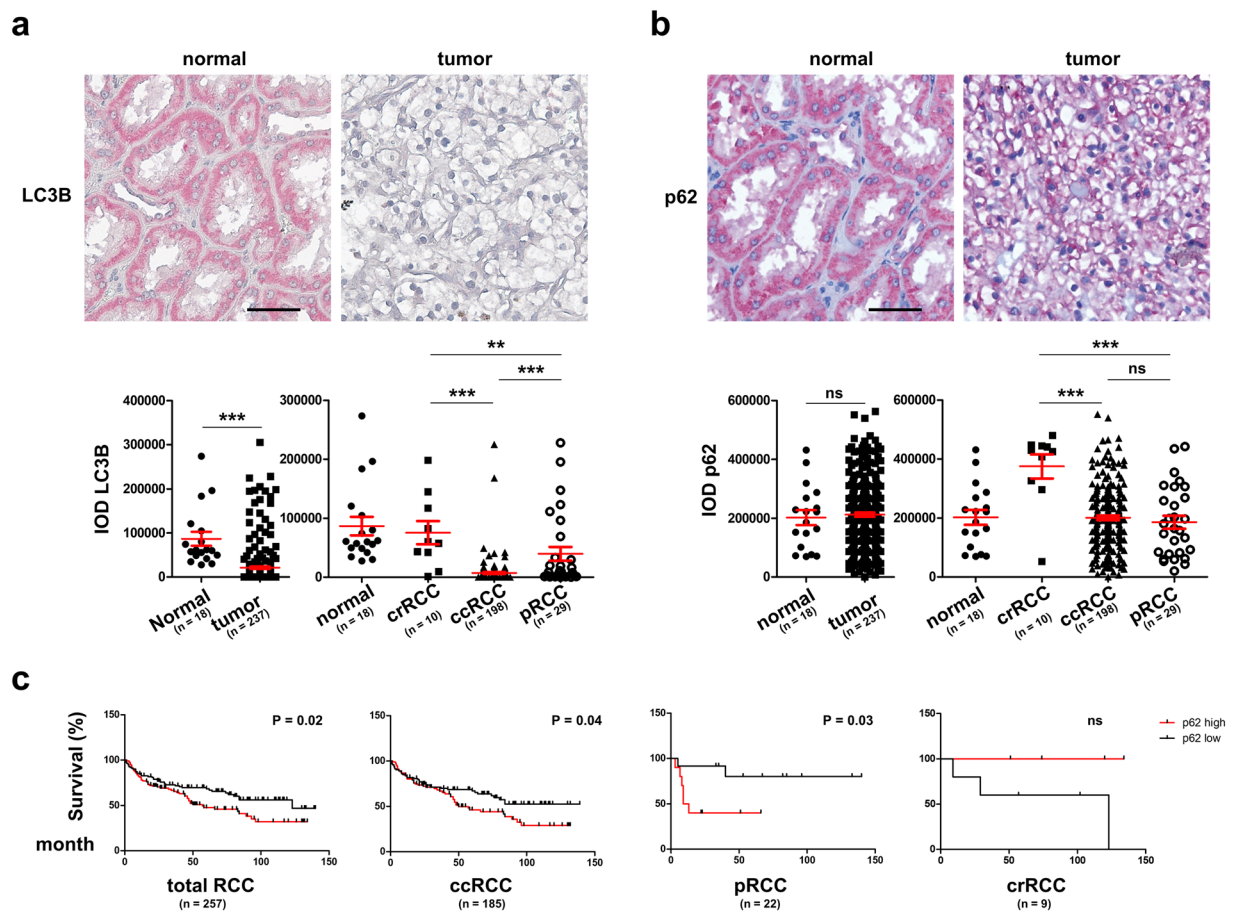 a
normal
tumor
LC3B
b
normal
tumor
p62
IOD LC3B
400000
300000
200000
100000
0
***
Normal
(n = 18)
tumor
(n = 237)
300000
200000
100000
0
**
***
***
normal
(n = 18)
crRCC
(n = 10)
ccRCC
(n = 198)
pRCC
(n = 29)
IOD p62
600000
400000
200000
0
ns
normal
(n = 18)
tumor
(n = 237)
600000
400000
200000
0
***
ns
***
normal
(n = 18)
crRCC
(n = 10)
ccRCC
(n = 198)
pRCC
(n = 29)
c
Survival (%)
month
150
100
50
0
P = 0.02
0 50 100 150
total RCC
(n = 257)
150
100
50
0
P = 0.04
0 50 100 150
ccRCC
(n = 185)
150
100
50
0
P = 0.03
0 50 100 150
pRCC
(n = 22)
150
100
50
0
ns
0 50 100 150
crRCC
(n = 9)
p62 high
p62 low